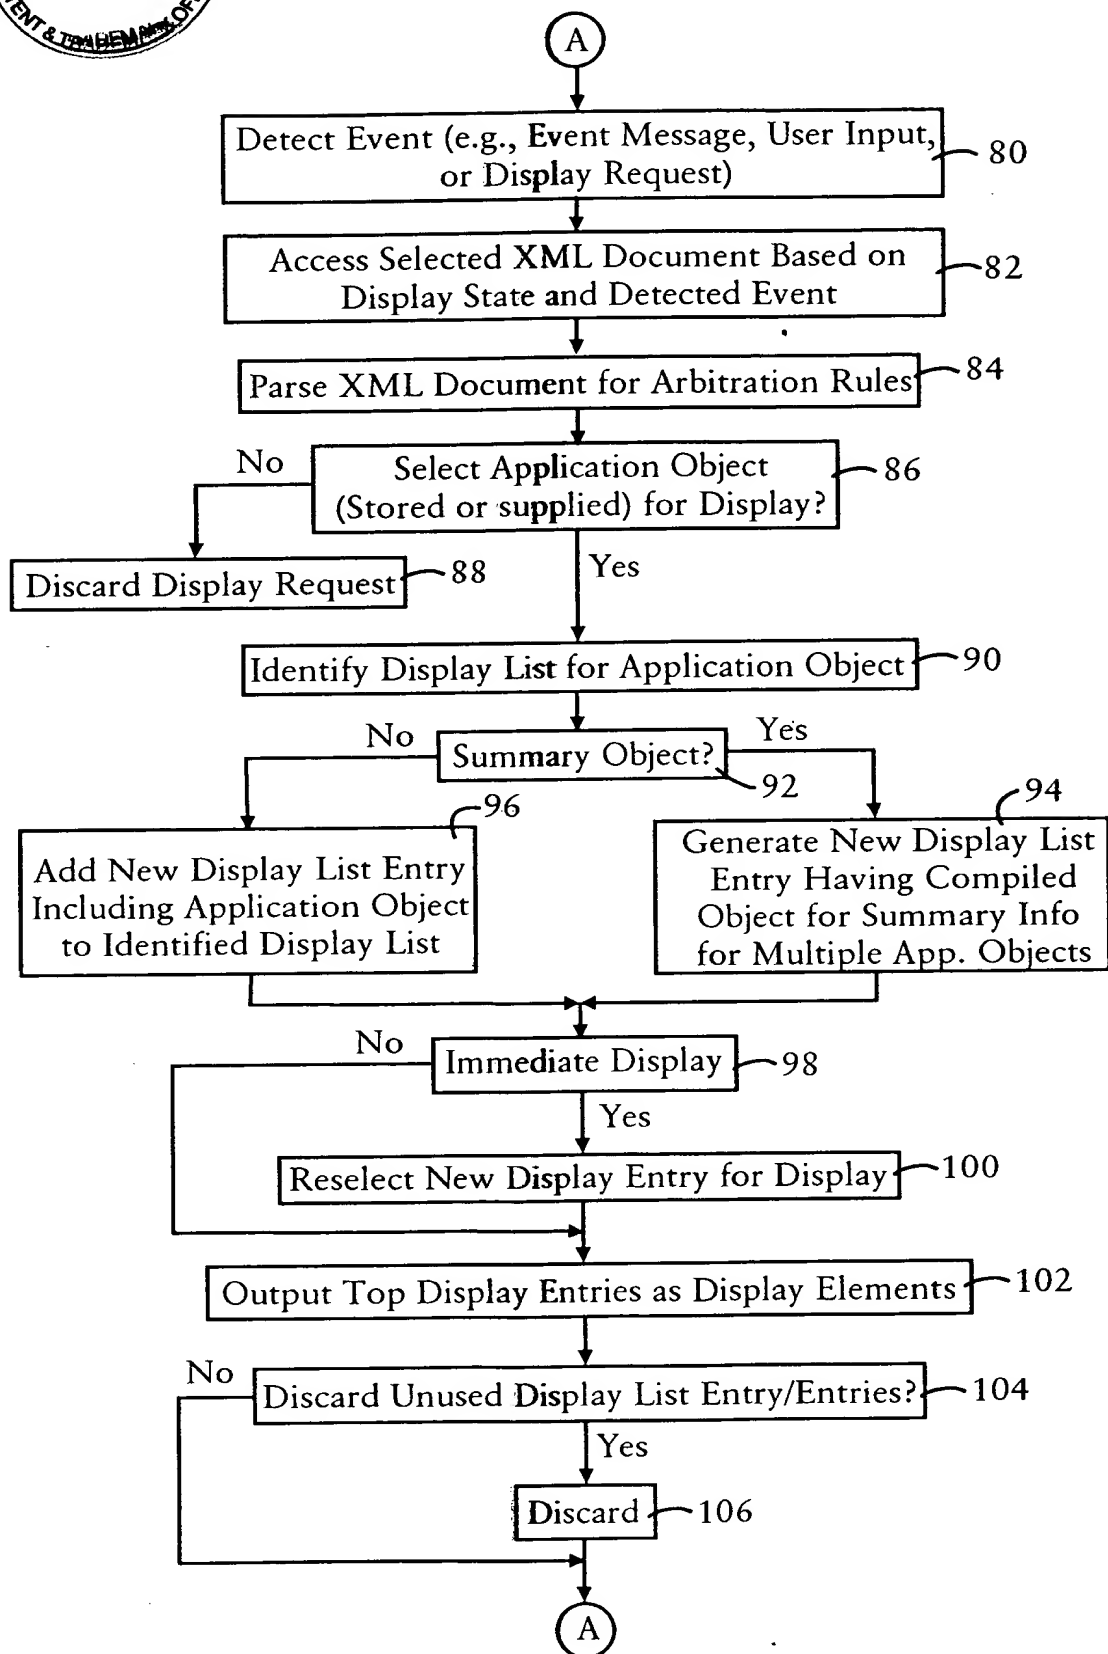 A
Detect Event (e.g., Event Message, User Input,
or Display Request)
80
Access Selected XML Document Based on
Display State and Detected Event
82
Parse XML Document for Arbitration Rules
84
Select Application Object
(Stored or supplied) for Display?
86
No
Yes
Discard Display Request
88
Identify Display List for Application Object
90
Summary Object?
92
No
Yes
96
Add New Display List Entry
Including Application Object
to Identified Display List
94
Generate New Display List
Entry Having Compiled
Object for Summary Info
for Multiple App. Objects
Immediate Display
98
No
Yes
Reselect New Display Entry for Display
100
Output Top Display Entries as Display Elements
102
Discard Unused Display List Entry/Entries?
104
No
Yes
Discard
106
A